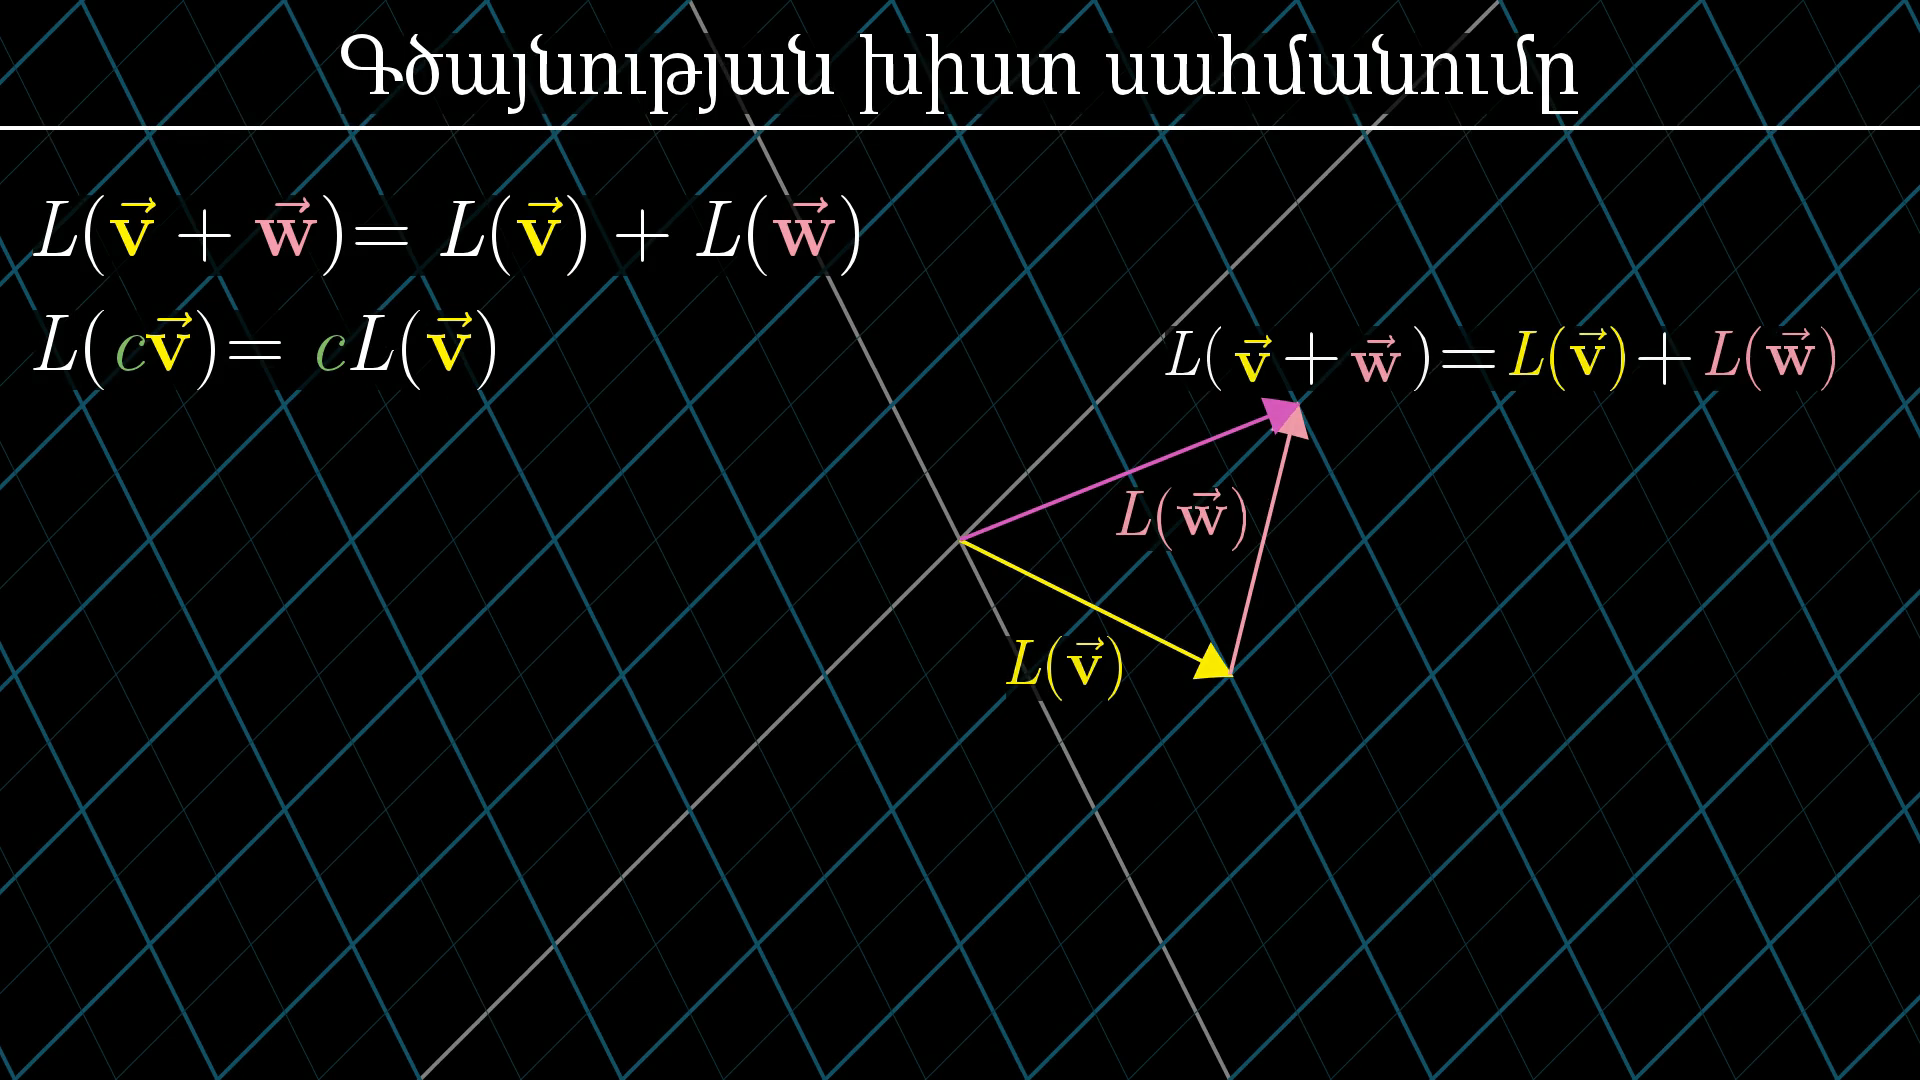 Գծայնության խիստ սահմանումը
L(v⃗ + w⃗) = L(v⃗) + L(w⃗)
L(cv⃗) = cL(v⃗)
L(v⃗ + w⃗) = L(v⃗) + L(w⃗)
L(w⃗)
L(v⃗)